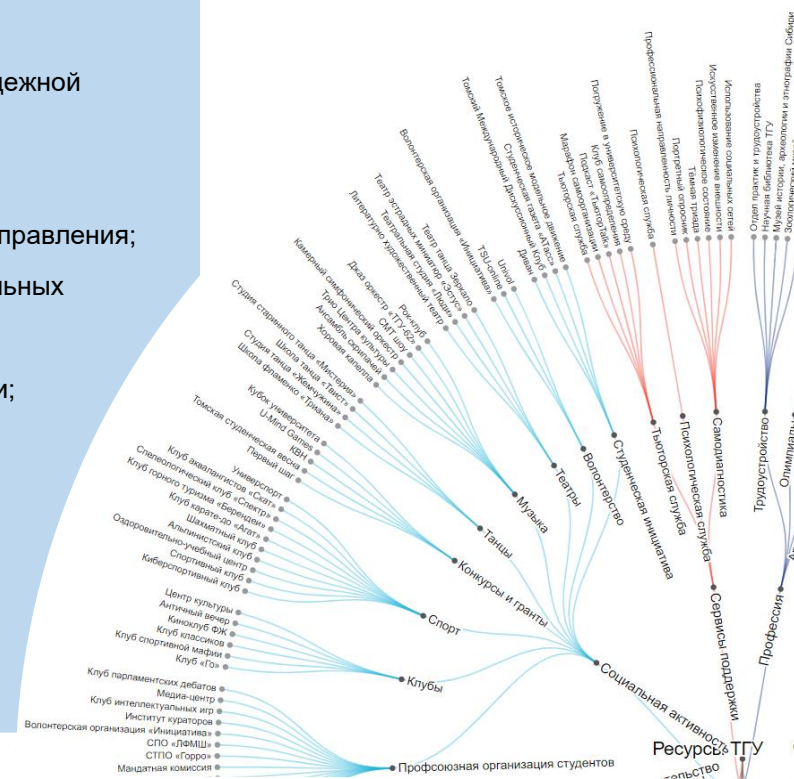 дежной
правления;
льных
и;
Профессиональная направленность личности
Портретный опросник
Тёмная триада
Психофизиологическое состояние
Искусственное изменение внешности
Использование социальных сетей
Отдел практик и трудоустройства
Научная библиотека ТГУ
Музей истории, археологии и этнографии Сибири
Психологическая служба
Погружение в университетскую среду
Клуб самоопределения
Подкаст «ТьюторTalk»
Марафон самоорганизации
Тьюторская служба
Томское историческое модельное движение
Студенческая газета «АТасс»
Томский Международный Дискуссионный Клуб
Диван
Univol
TSU-online
Волонтерская организация «Инициатива»
Театр танца Зеркало
Театр эстрадных миниатюр «Эстус»
Театральная студия «Люди»
Литературно художественный театр
Рок-клуб
Джаз оркестр «ТГУ-62»
СМТ шоу
Камерный симфонический оркестр
Трио Центра культуры
Ансамбль скрипачей
Хоровая капелла
Студия старинного танца «Мистерия»
Школа танца «Твист»
Студия танца «Жемчужина»
Школа фламенко «Триана»
Кубок университета
U-Mind Games
КВН
Томская студенческая весна
Первый шаг
Универспорт
Клуб аквалангистов «Скат»
Спелеологический клуб «Спектр»
Клуб горного туризма «Берендеи»
Клуб карате-до «Агат»
Шахматный клуб
Альпинистский клуб
Оздоровительно-учебный центр
Спортивный клуб
Киберспортивный клуб
Центр культуры
Античный вечер
Киноклуб ФЖ
Клуб классиков
Клуб спортивной мафии
Клуб «Го»
Клуб парламентских дебатов
Медиа-центр
Клуб интеллектуальных игр
Институт кураторов
Волонтерская организация «Инициатива»
СПО «ЛФМШ»
СТПО «Горро»
Мандатная комиссия
Трудоустройство
Самодиагностика
Психологическая служба
Тьюторская служба
Студенческая инициатива
Волонтерство
Театры
Музыка
Танцы
Конкурсы и гранты
Спорт
Клубы
Профсоюзная организация студентов
Социальная активность
Сервисы поддержки
Профессия
Ресурсы ТГУ